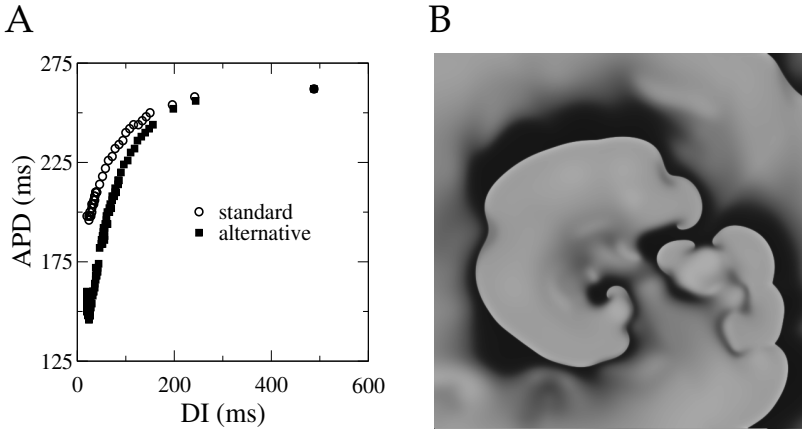 A
B
275
225
175
125
APD (ms)
standard
alternative
0
200
400
600
DI (ms)